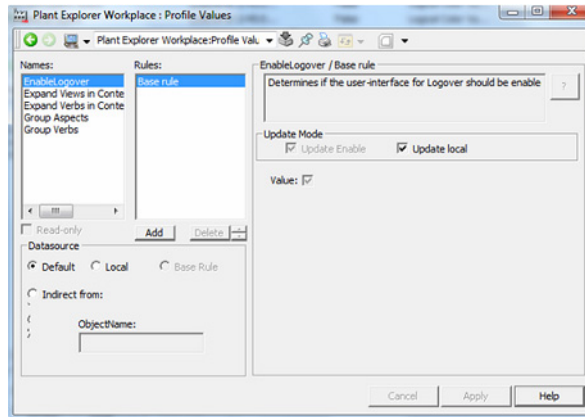 Plant Explorer Workplace : Profile Values
Plant Explorer Workplace:Profile Valu
Names:
Rules:
EnableLogover / Base rule
EnableLogover
Expand Views in Conte
Expand Verbs in Conte
Group Aspects
Group Verbs
Base rule
Determines if the user-interface for Logover should be enable
?
Update Mode
Update Enable
Update local
Value:
Read-only
Add
Delete
Datasource
Default
Local
Base Rule
Indirect from:
ObjectName:
Cancel
Apply
Help